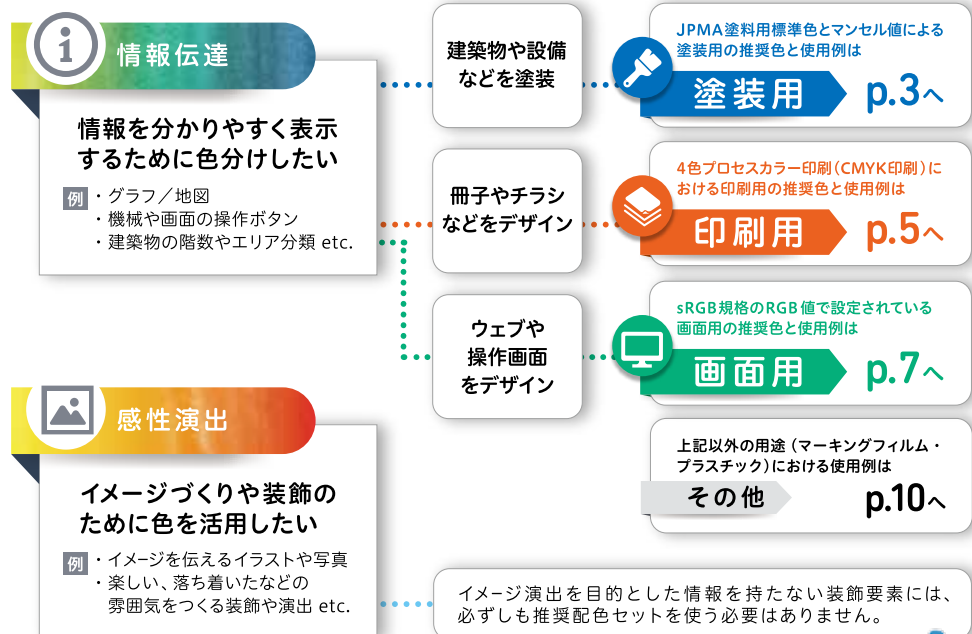 情報伝達
情報を分かりやすく表示
するために色分けしたい
例
・グラフ／地図
・機械や画面の操作ボタン
・建築物の階数やエリア分類 etc.
建築物や設備
などを塗装
JPMA塗料用標準色とマンセル値による
塗装用の推奨色と使用例は
塗装用
p.3へ
冊子やチラシ
などをデザイン
4色プロセスカラー印刷（CMYK印刷）に
おける印刷用の推奨色と使用例は
印刷用
p.5へ
ウェブや
操作画面
をデザイン
sRGB規格のRGB値で設定されている
画面用の推奨色と使用例は
画面用
p.7へ
上記以外の用途（マーキングフィルム・
プラスチック）における使用例は
その他
p.10へ
感性演出
イメージづくりや装飾の
ために色を活用したい
例
・イメージを伝えるイラストや写真
・楽しい、落ち着いたなどの
雰囲気をつくる装飾や演出 etc.
イメージ演出を目的とした情報を持たない装飾要素には、
必ずしも推奨配色セットを使う必要はありません。